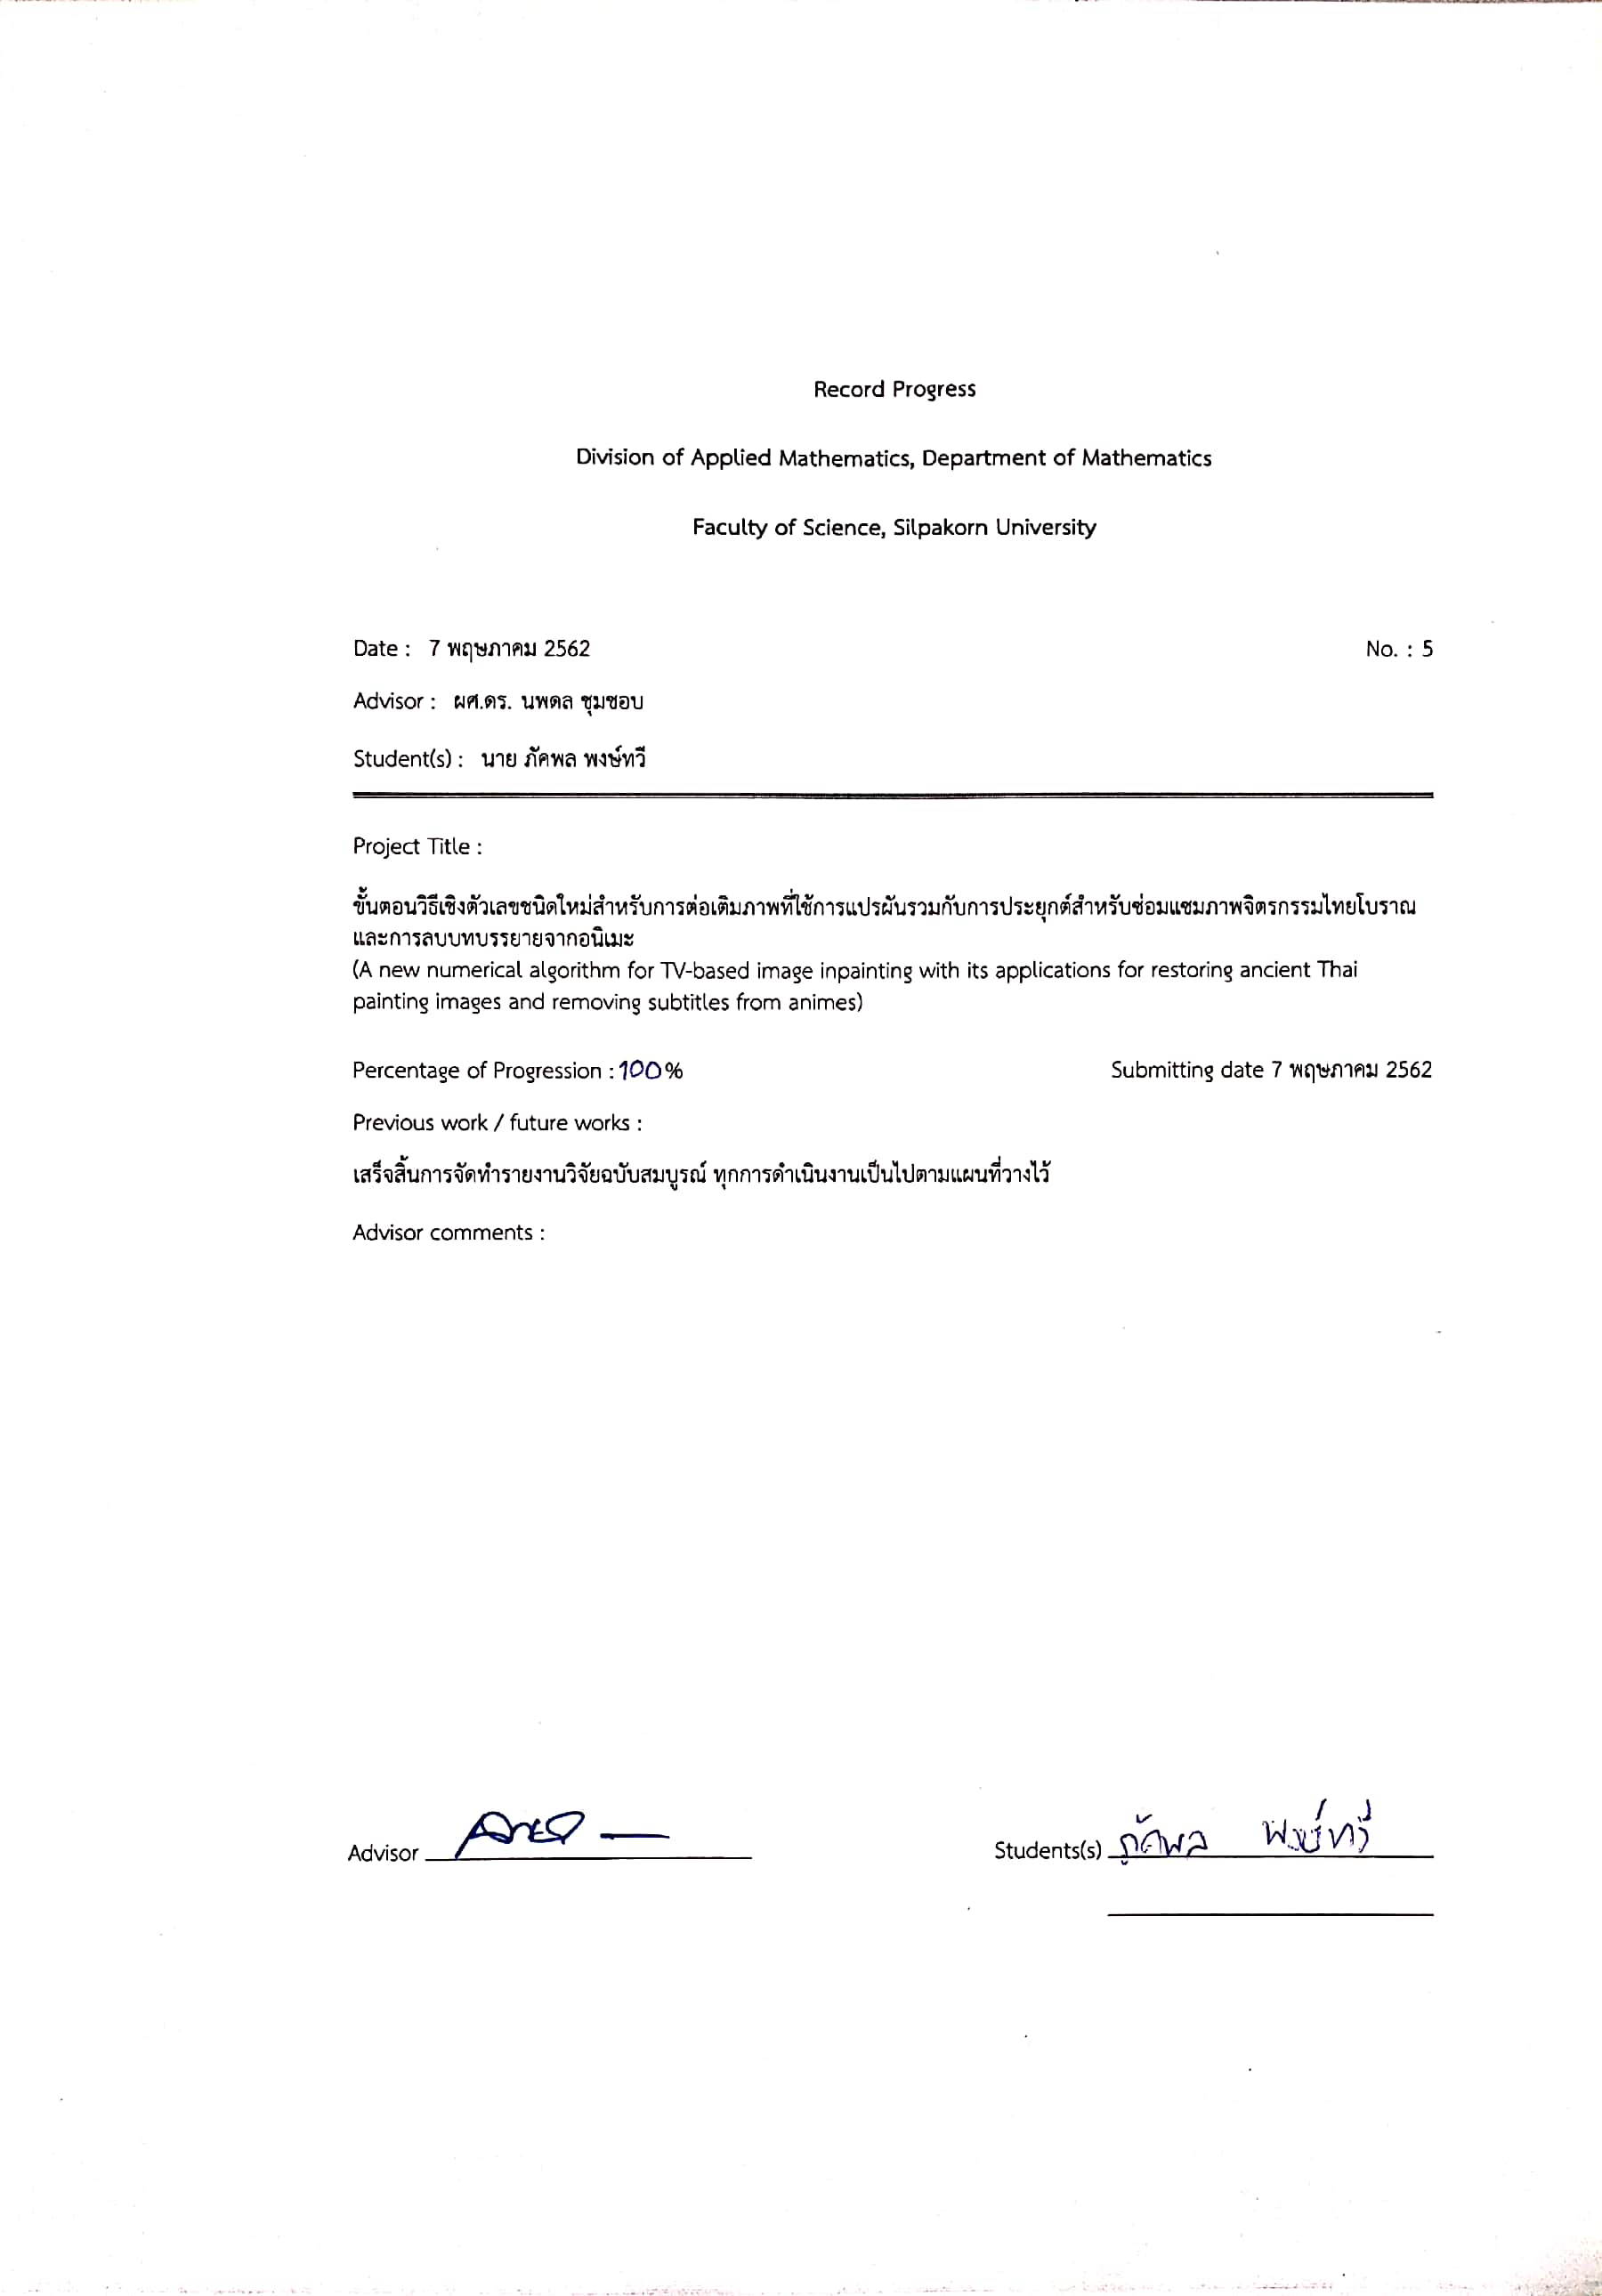 Record Progress
Division of Applied Mathematics, Department of Mathematics
Faculty of Science, Silpakorn University
Date : 7 พฤษภาคม 2562 No. : 5
Advisor : ผศ.ดร. นพดล ชุมชอบ
Student(s) : นาย ภัคพล พงษ์ทวี
Project Title :
ขั้นตอนวิธีเชิงตัวเลขชนิดใหม่สำหรับการต่อเติมภาพที่ใช้การแปรผันรวมกับการประยุกต์สำหรับซ่อมแซมภาพจิตรกรรมไทยโบราณ
และการลบบทบรรยายจากอนิเมะ
(A new numerical algorithm for TV-based image inpainting with its applications for restoring ancient Thai
painting images and removing subtitles from animes)
Percentage of Progression : 100% Submitting date 7 พฤษภาคม 2562
Previous work / future works :
เสร็จสิ้นการจัดทำรายงานวิจัยฉบับสมบูรณ์ ทุกการดำเนินงานเป็นไปตามแผนที่วางไว้
Advisor comments :
Advisor
Students(s) ภัคพล พงษ์ทวี